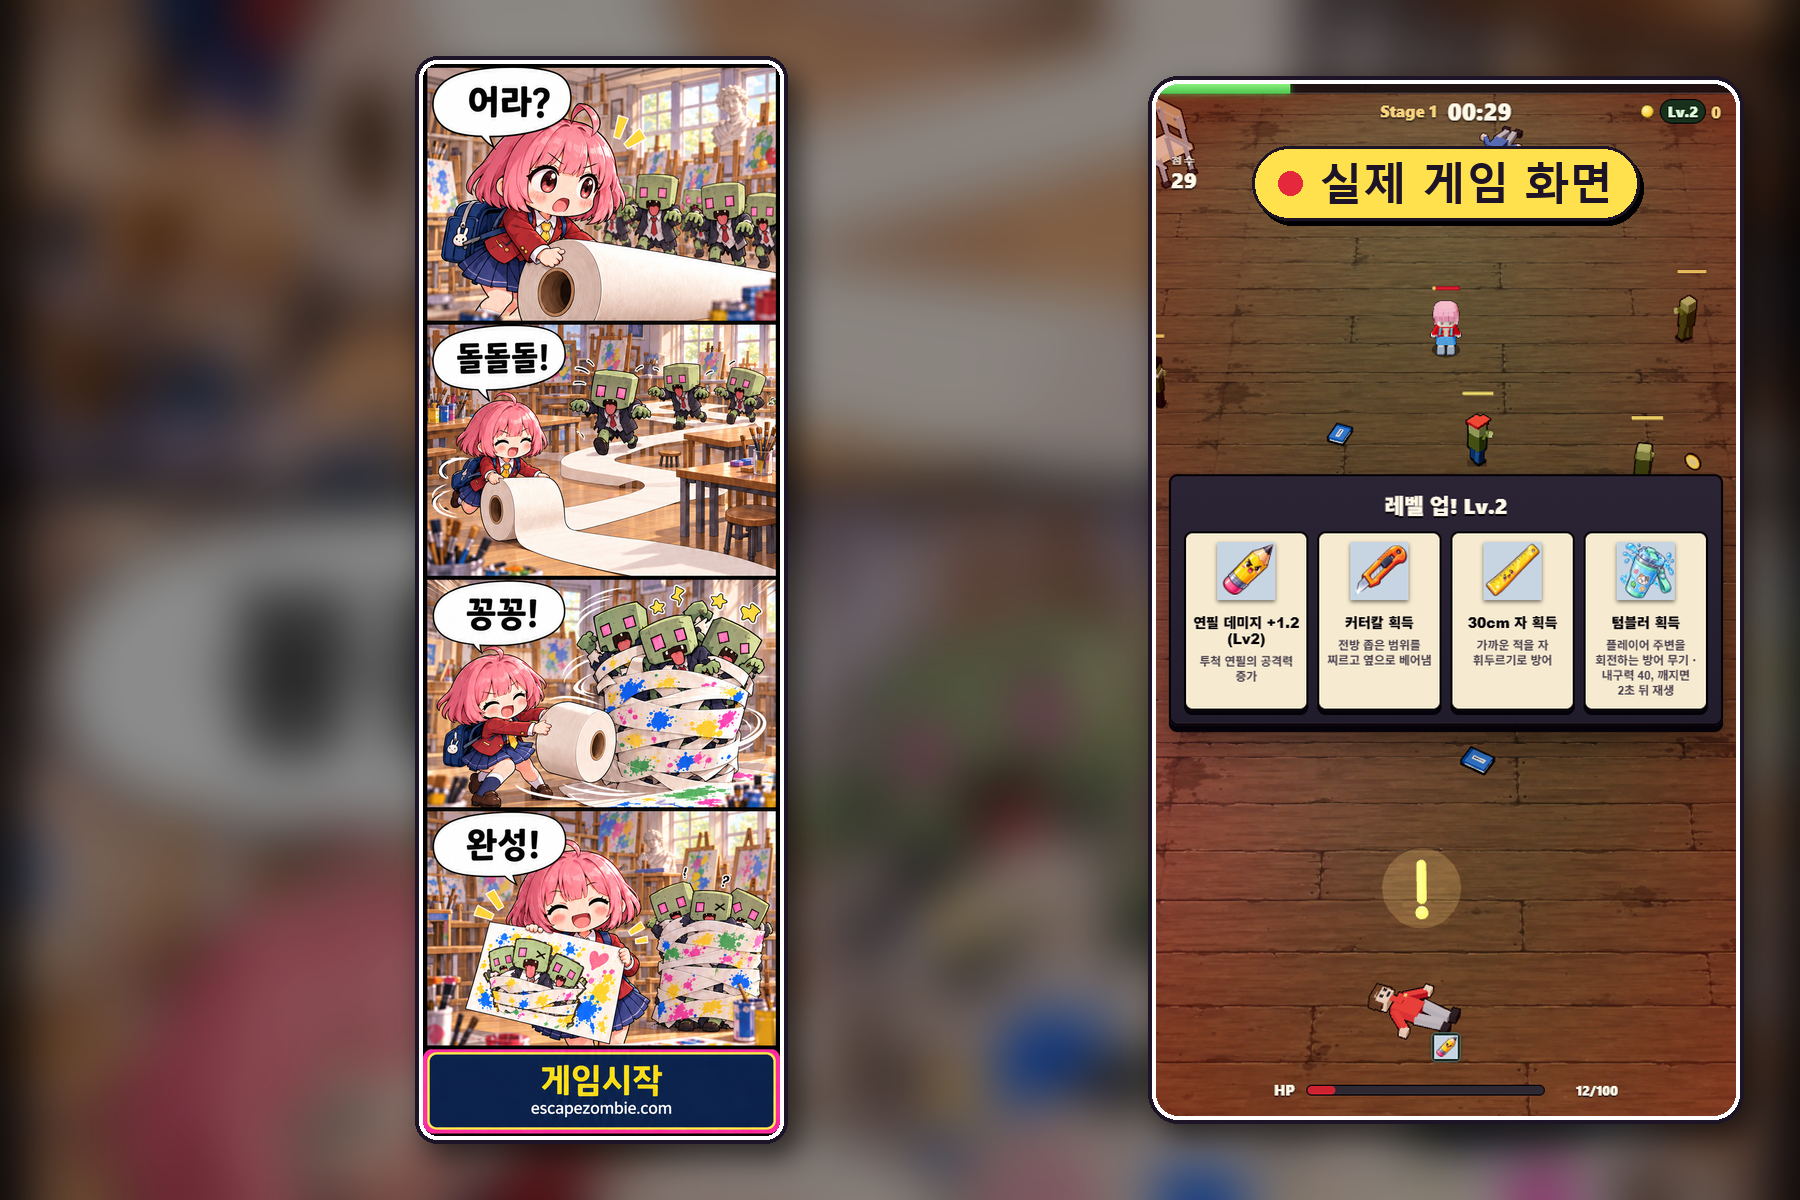 어라?
돌돌돌!
꽁꽁!
완성!
게임시작
escapezombie.com
Stage 1 00:29
Lv.2 0
점수
29
실제 게임 화면
레벨 업! Lv.2
연필 데미지 +1.2
(Lv2)
투척 연필의 공격력
증가
커터칼 획득
전방 좁은 범위를
찌르고 옆으로 베어냄
30cm 자 획득
가까운 적을 자
휘두르기로 방어
텀블러 획득
플레이어 주변을
회전하는 방어 무기 ·
내구력 40, 깨지면
2초 뒤 재생
!
HP 12/100